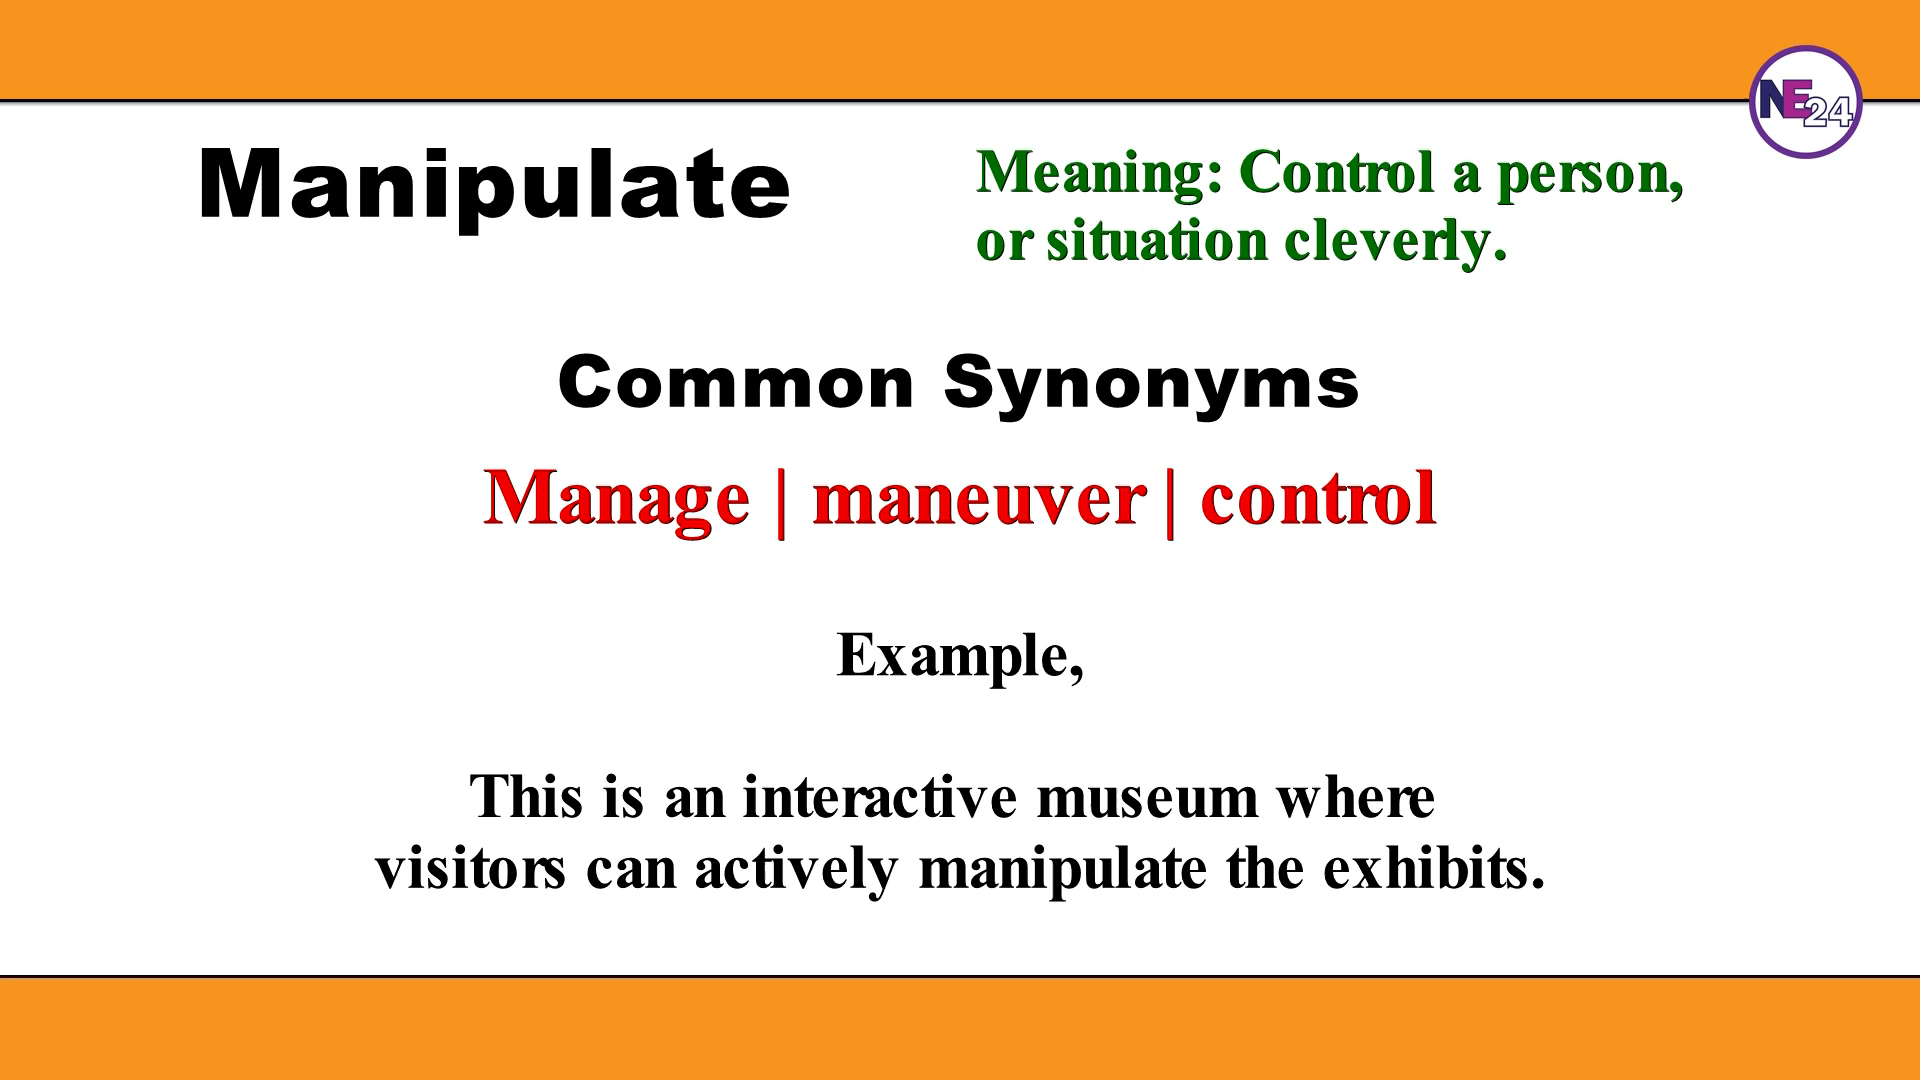 NE24
Manipulate
Meaning: Control a person,
or situation cleverly.
Common Synonyms
Manage | maneuver | control
Example,
This is an interactive museum where
visitors can actively manipulate the exhibits.